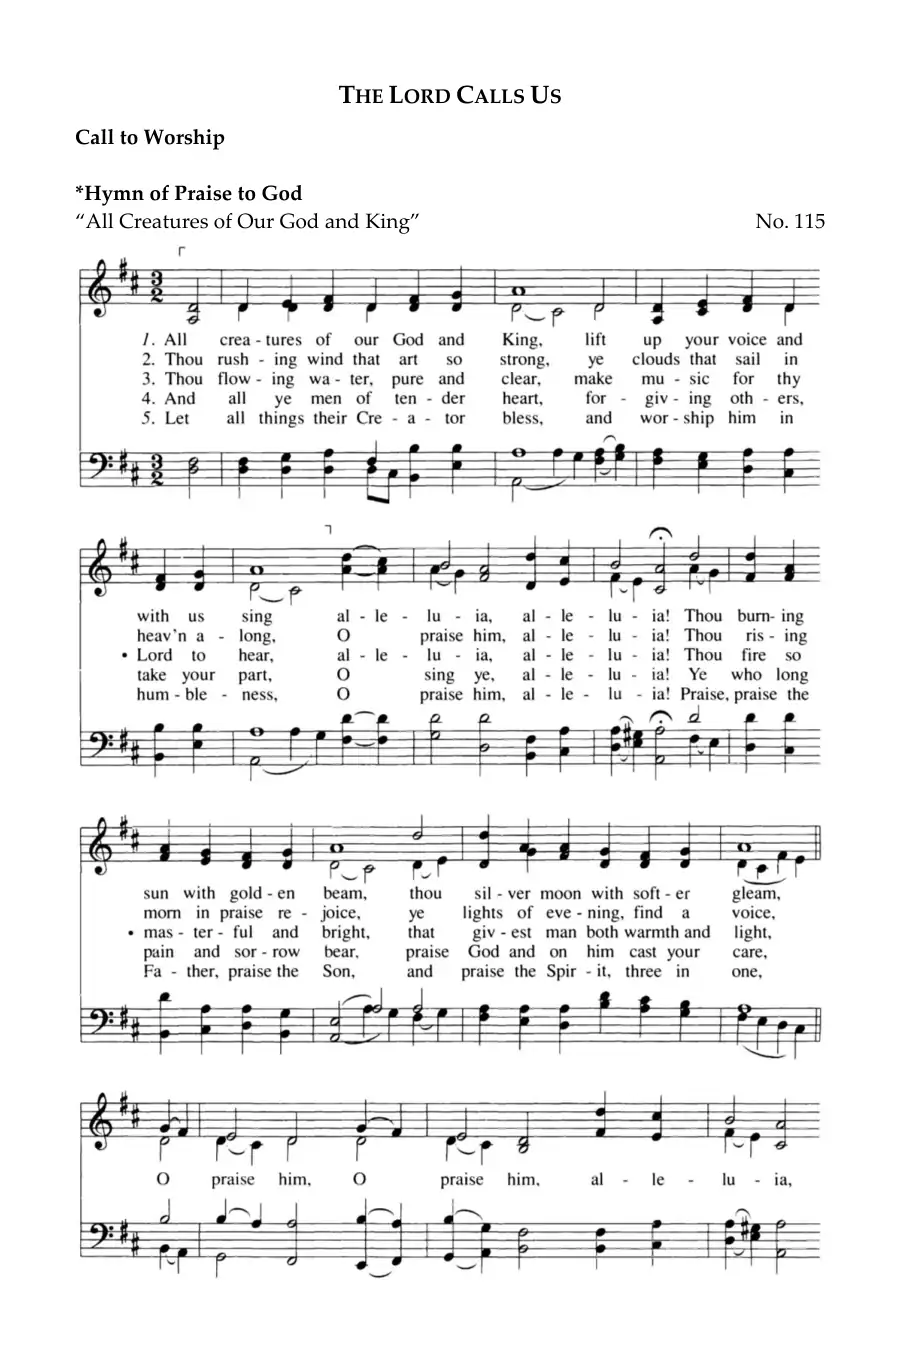 THE LORD CALLS US
Call to Worship
*Hymn of Praise to God
“All Creatures of Our God and King” No. 115
1. All crea - tures of our God and King, lift up your voice and
2. Thou rush - ing wind that art so strong, ye clouds that sail in
3. Thou flow - ing wa - ter, pure and clear, make mu - sic for thy
4. And all ye men of ten - der heart, for - giv - ing oth - ers,
5. Let all things their Cre - a - tor bless, and wor - ship him in
with us sing al - le - lu - ia, al - le - lu - ia! Thou burn - ing
heav'n a - long, O praise him, al - le - lu - ia! Thou ris - ing
• Lord to hear, al - le - lu - ia, al - le - lu - ia! Thou fire so
take your part, O sing ye, al - le - lu - ia! Ye who long
hum - ble - ness, O praise him, al - le - lu - ia! Praise, praise the
sun with gold - en beam, thou sil - ver moon with soft - er gleam,
morn in praise re - joice, ye lights of eve - ning, find a voice,
• mas - ter - ful and bright, that giv - est man both warmth and light,
pain and sor - row bear, praise God and on him cast your care,
Fa - ther, praise the Son, and praise the Spir - it, three in one,
O praise him, O praise him, al - le - lu - ia,